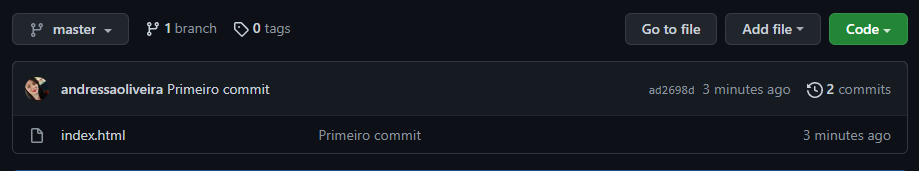 master 1 branch 0 tags Go to file Add file Code
andressaoliveira Primeiro commit ad2698d 3 minutes ago 2 commits
index.html Primeiro commit 3 minutes ago